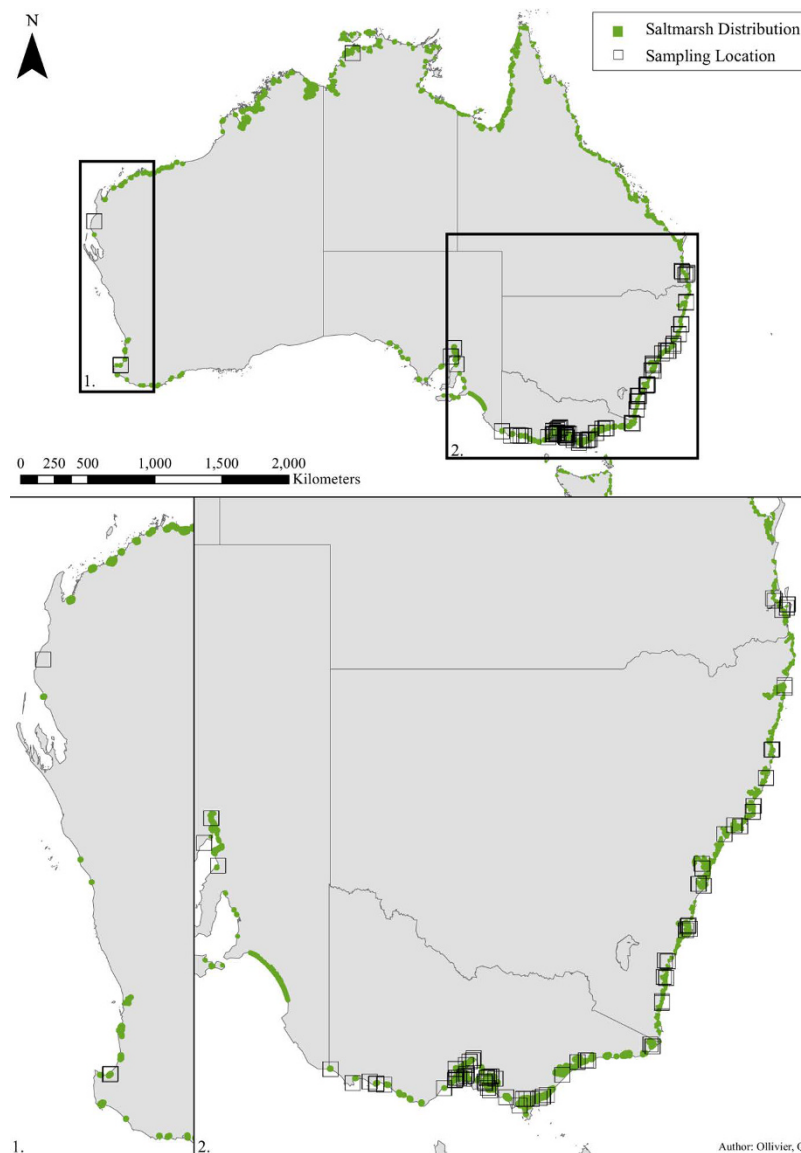 N
Saltmarsh Distribution
Sampling Location
1.
2.
0 250 500 1,000 1,500 2,000
Kilometers
1.
2.
Author: Ollivier, Q